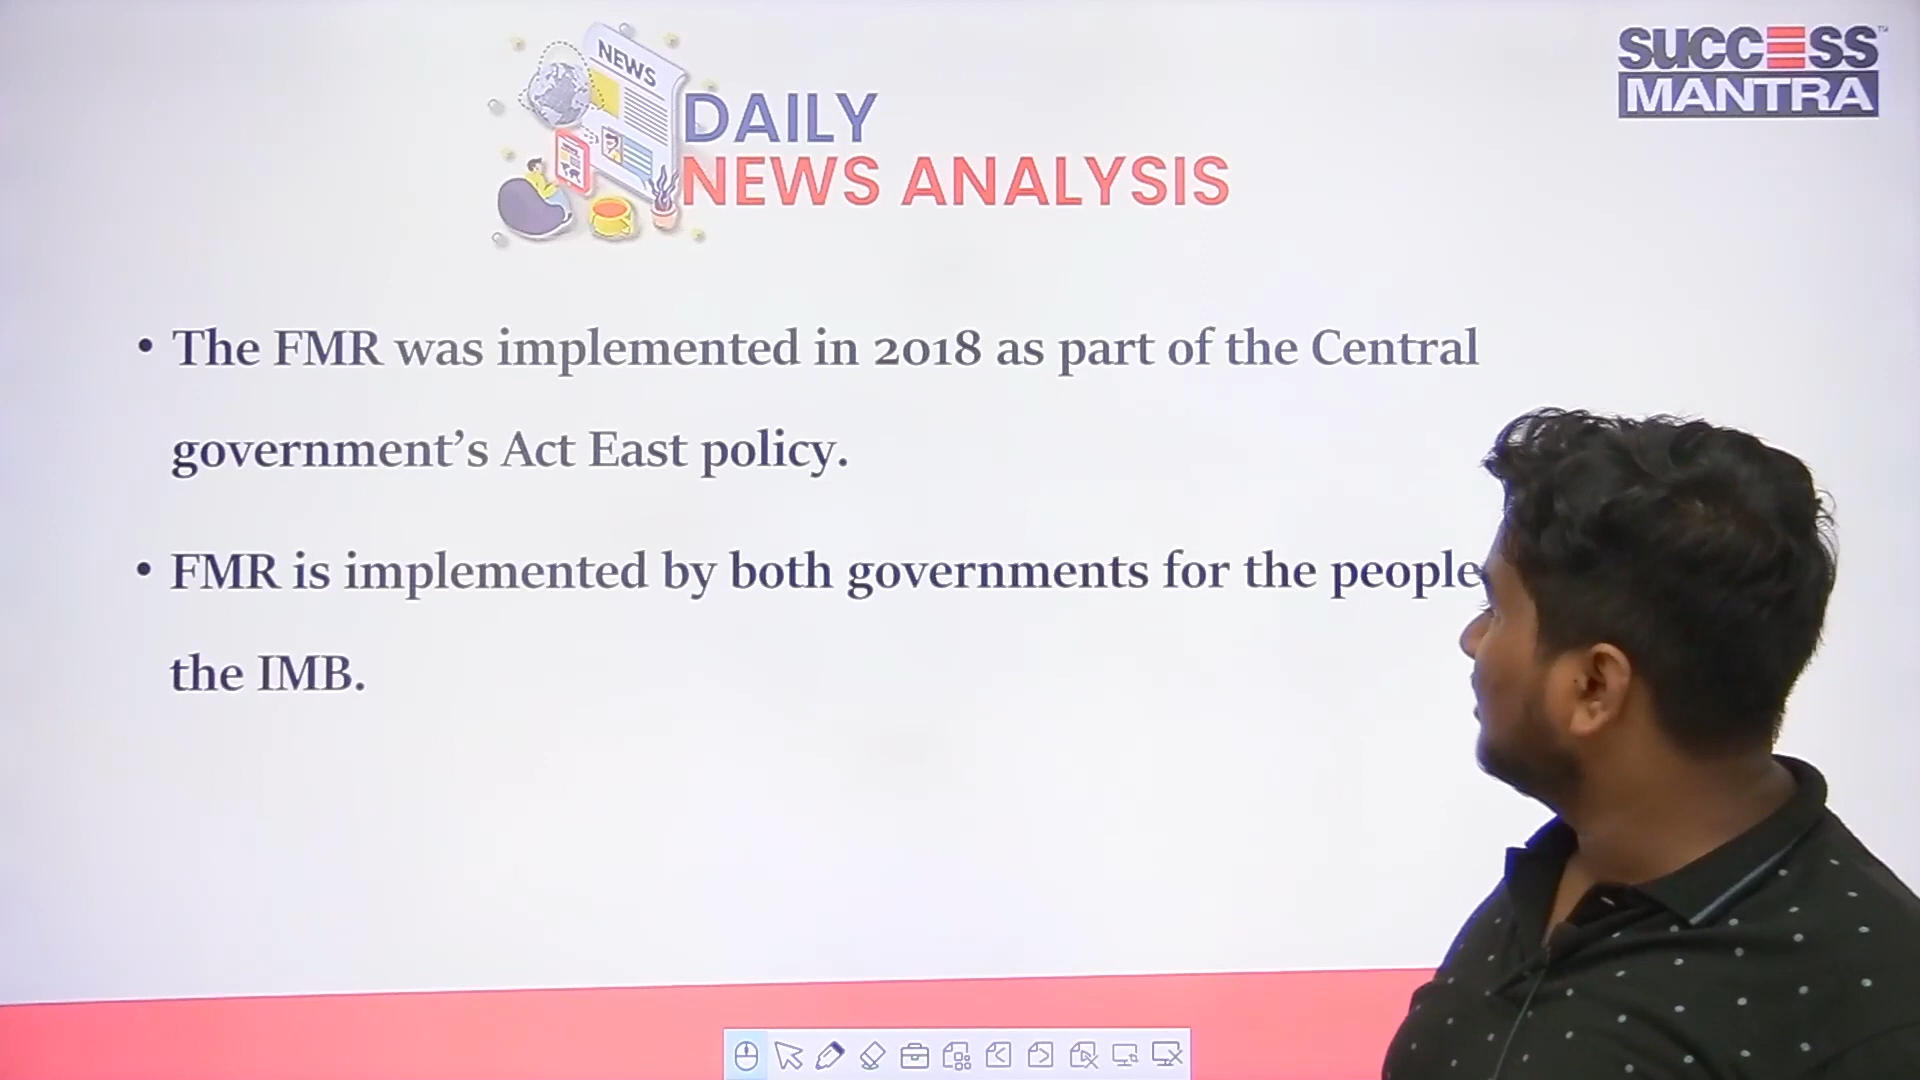 NEWS
DAILY
NEWS ANALYSIS
SUCCESS™
MANTRA
• The FMR was implemented in 2018 as part of the Central
government’s Act East policy.
• FMR is implemented by both governments for the people
the IMB.